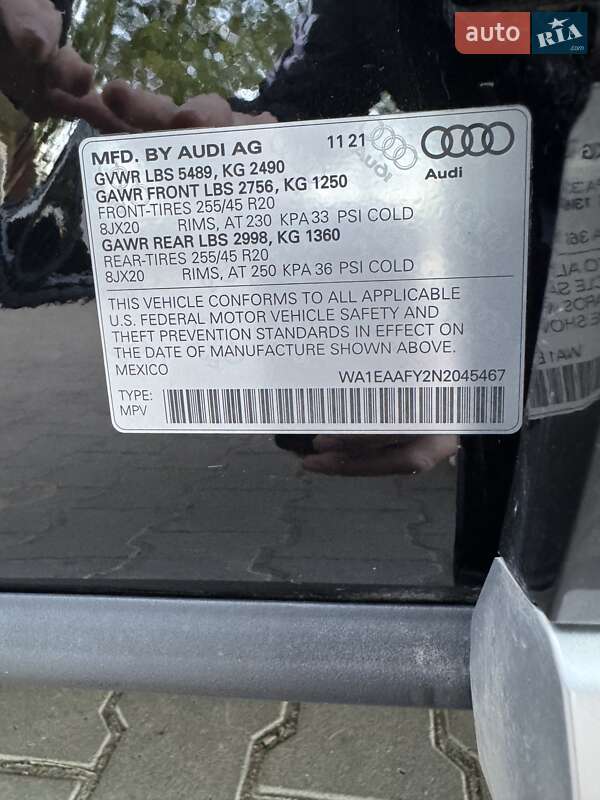 auto RIA .com
MFD. BY AUDI AG 11 21
GVWR LBS 5489, KG 2490
GAWR FRONT LBS 2756, KG 1250
FRONT-TIRES 255/45 R20
8JX20 RIMS, AT 230 KPA 33 PSI COLD
GAWR REAR LBS 2998, KG 1360
REAR-TIRES 255/45 R20
8JX20 RIMS, AT 250 KPA 36 PSI COLD
Audi
Audi
THIS VEHICLE CONFORMS TO ALL APPLICABLE
U.S. FEDERAL MOTOR VEHICLE SAFETY AND
THEFT PREVENTION STANDARDS IN EFFECT ON
THE DATE OF MANUFACTURE SHOWN ABOVE.
MEXICO WA1EAAFY2N2045467
TYPE:
MPV